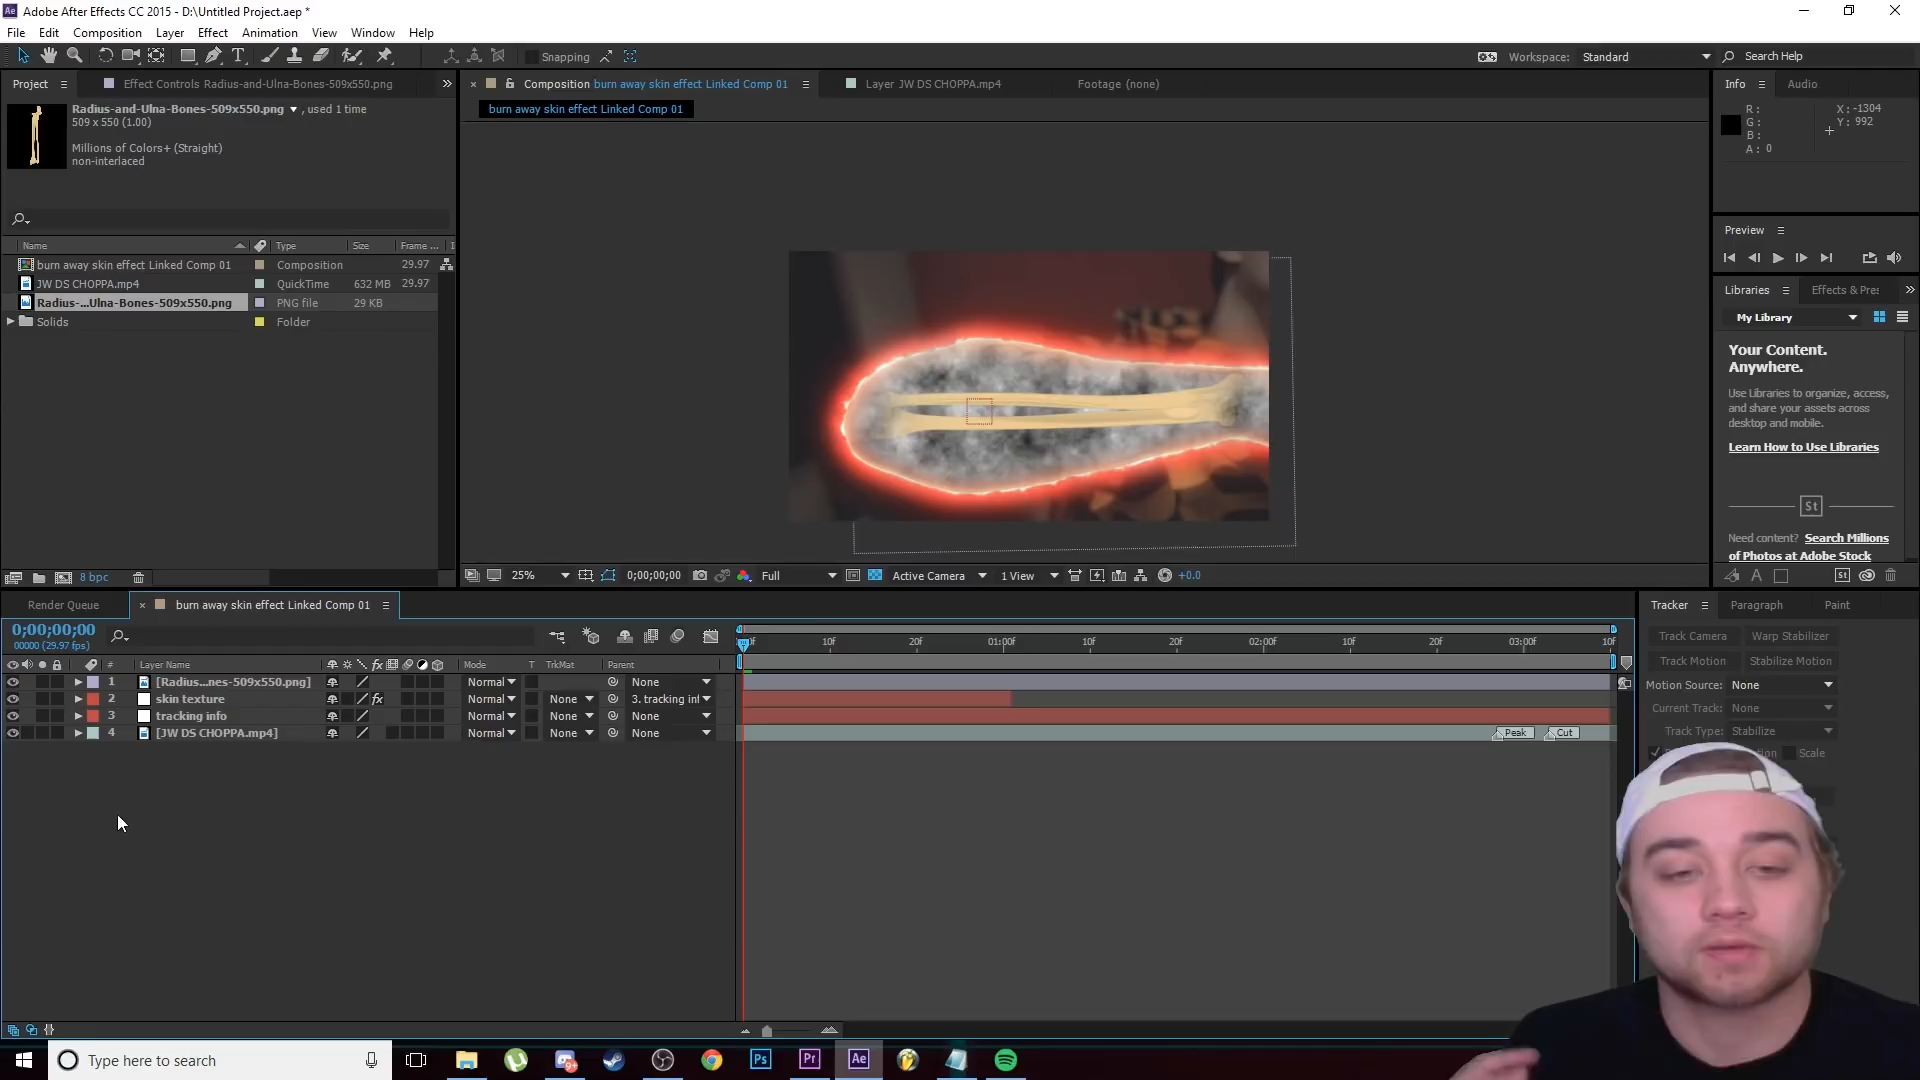 Adobe After Effects CC 2015 - D:\Untitled Project.aep *
File Edit Composition Layer Effect Animation View Window Help
Snapping
Workspace: Standard
Search Help
Project
Effect Controls Radius-and-Ulna-Bones-509x550.png
Composition burn away skin effect Linked Comp 01
Layer JW DS CHOPPA.mp4
Footage (none)
Info
Audio
Radius-and-Ulna-Bones-509x550.png , used 1 time
509 x 550 (1.00)
Millions of Colors+ (Straight)
non-interlaced
burn away skin effect Linked Comp 01
R :
G :
B :
A : 0
X : -1304
Y : 992
Preview
Name Type Size Frame ...
burn away skin effect Linked Comp 01 Composition 29.97
JW DS CHOPPA.mp4 QuickTime 632 MB 29.97
Radius-...Ulna-Bones-509x550.png PNG file 29 KB
Solids Folder
Libraries
Effects & Pres
My Library
Your Content.
Anywhere.
Use Libraries to organize, access,
and share your assets across
desktop and mobile.
Learn How to Use Libraries
St
Need content? Search Millions
of Photos at Adobe Stock
8 bpc
25% 0;00;00;00 Full Active Camera 1 View +0.0
St
Render Queue
burn away skin effect Linked Comp 01
0;00;00;00
00000 (29.97 fps)
10f 20f 01:00f 10f 20f 02:00f 10f 20f 03:00f 10f
# Layer Name Mode T TrkMat Parent
1 [Radius...nes-509x550.png] Normal None
2 skin texture fx Normal None 3. tracking inf
3 tracking info Normal None None
4 [JW DS CHOPPA.mp4] Normal None None
Peak Cut
Tracker
Paragraph
Paint
Track Camera Warp Stabilizer
Track Motion Stabilize Motion
Motion Source: None
Current Track: None
Track Type: Stabilize
Scale
Type here to search
Ps
Pr
Ae